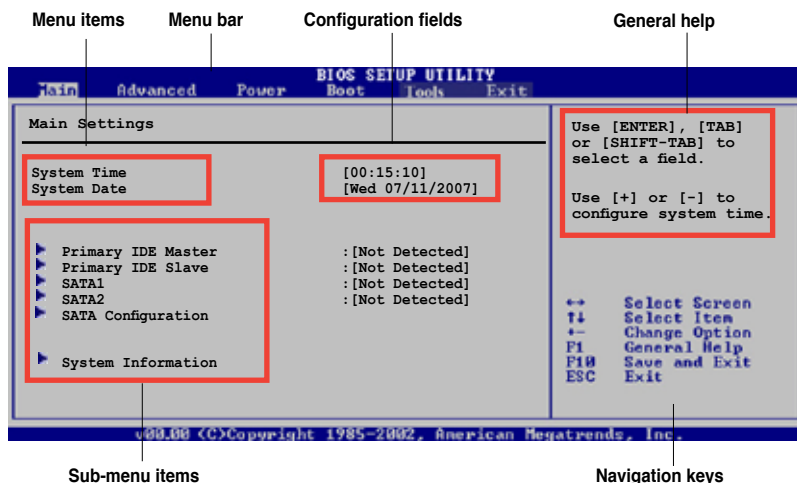 Menu items Menu bar Configuration fields General help
BIOS SETUP UTILITY
Main Advanced Power Boot Tools Exit
Main Settings
System Time [00:15:10]
System Date [Wed 07/11/2007]
Primary IDE Master :[Not Detected]
Primary IDE Slave :[Not Detected]
SATA1 :[Not Detected]
SATA2 :[Not Detected]
SATA Configuration
System Information
Use [ENTER], [TAB]
or [SHIFT-TAB] to
select a field.
Use [+] or [-] to
configure system time.
↔ Select Screen
↑↓ Select Item
+- Change Option
F1 General Help
F10 Save and Exit
ESC Exit
v00.00 (C)Copyright 1985-2002, American Megatrends, Inc.
Sub-menu items Navigation keys